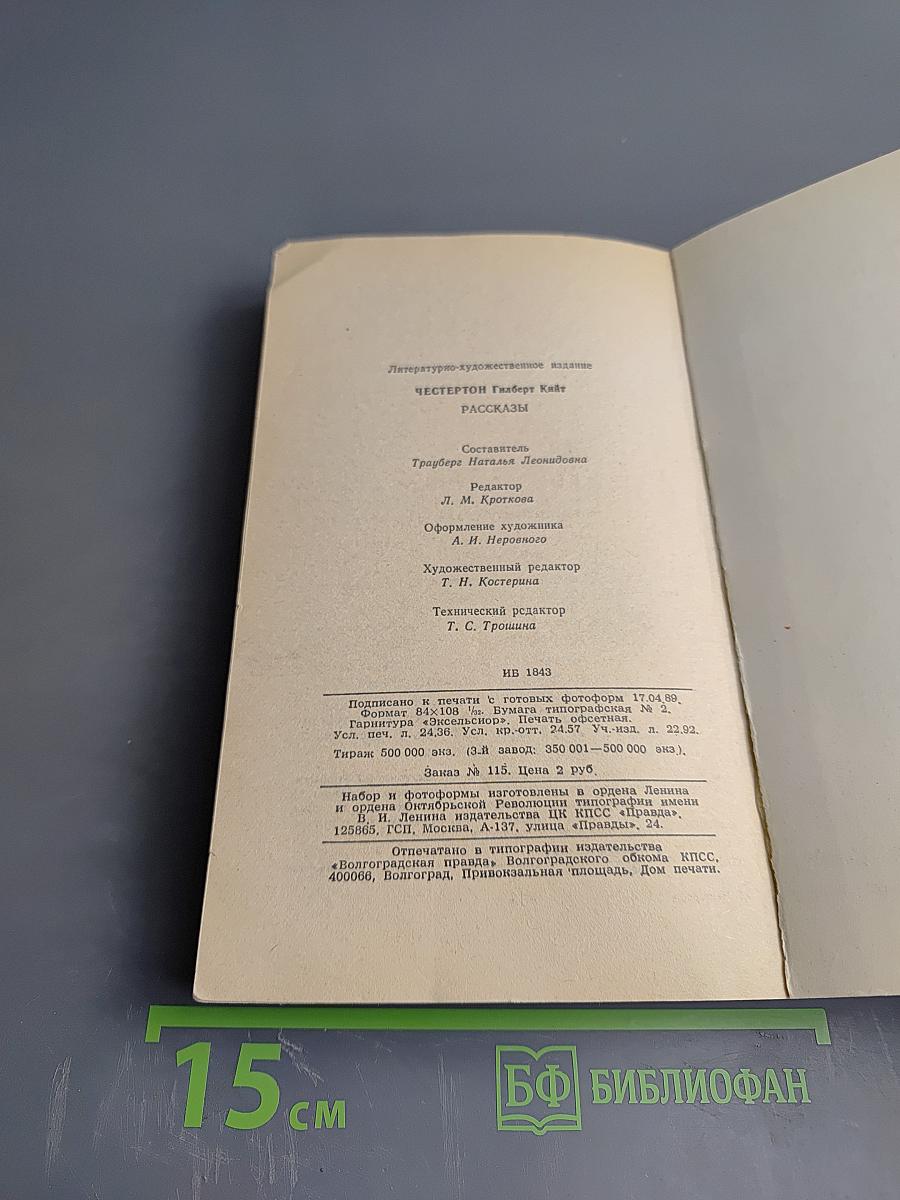 Литературно-художественное издание
ЧЕСТЕРТОН Гилберт Кийт
РАССКАЗЫ
Составитель
Трауберг Наталья Леонидовна
Редактор
Л. М. Кроткова
Оформление художника
А. И. Неровного
Художественный редактор
Т. Н. Костерина
Технический редактор
Т. С. Трошина
ИБ 1843
Подписано к печати с готовых фотоформ 17.04.89.
Формат 84×108 1/32. Бумага типографская № 2.
Гарнитура «Эксельсиор». Печать офсетная.
Усл. печ. л. 24,36. Усл. кр.-отт. 24.57 Уч.-изд. л. 22,92.
Тираж 500 000 экз. (3-й завод: 350 001—500 000 экз.).
Заказ № 115. Цена 2 руб.
Набор и фотоформы изготовлены в ордена Ленина
и ордена Октябрьской Революции типографии имени
В. И. Ленина издательства ЦК КПСС «Правда».
125865, ГСП, Москва, А-137, улица «Правды», 24.
Отпечатано в типографии издательства
«Волгоградская правда» Волгоградского обкома КПСС,
400066, Волгоград, Привокзальная площадь, Дом печати.
15 см
БФ БИБЛИОФАН